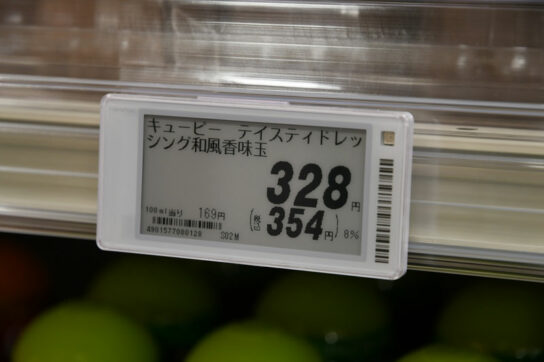 キューピー テイスティドレッ
シング和風香味玉
328円
100ml当り 169円
(税込354円) 8%
4901577080128 S02M